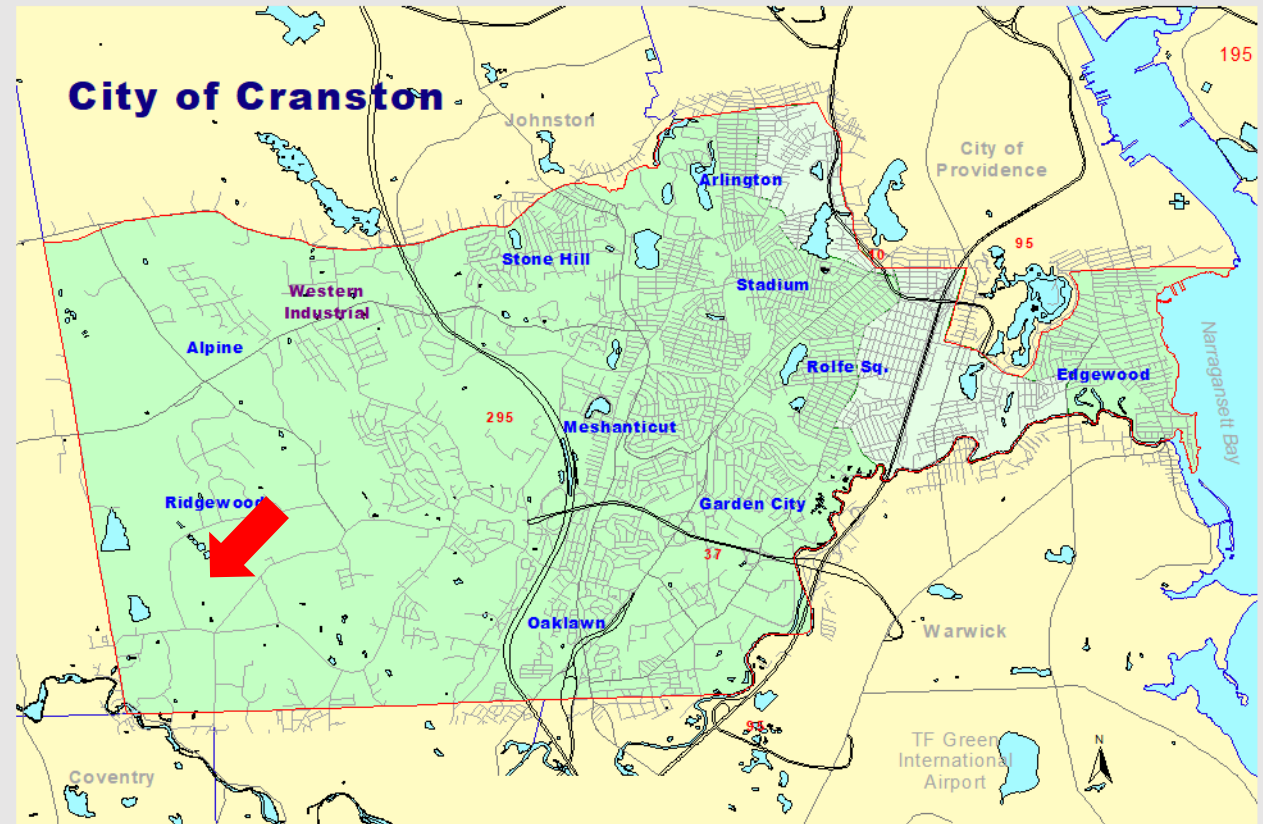 195
City of Cranston
Johnston
City of
Providence
Arlington
95
10
Stone Hill
Stadium
Western
Industrial
Alpine
Rolfe Sq.
Edgewood
Narragansett Bay
295
Meshanticut
Ridgewood
Garden City
37
Oaklawn
Warwick
95
TF Green
International
Airport
N
Coventry